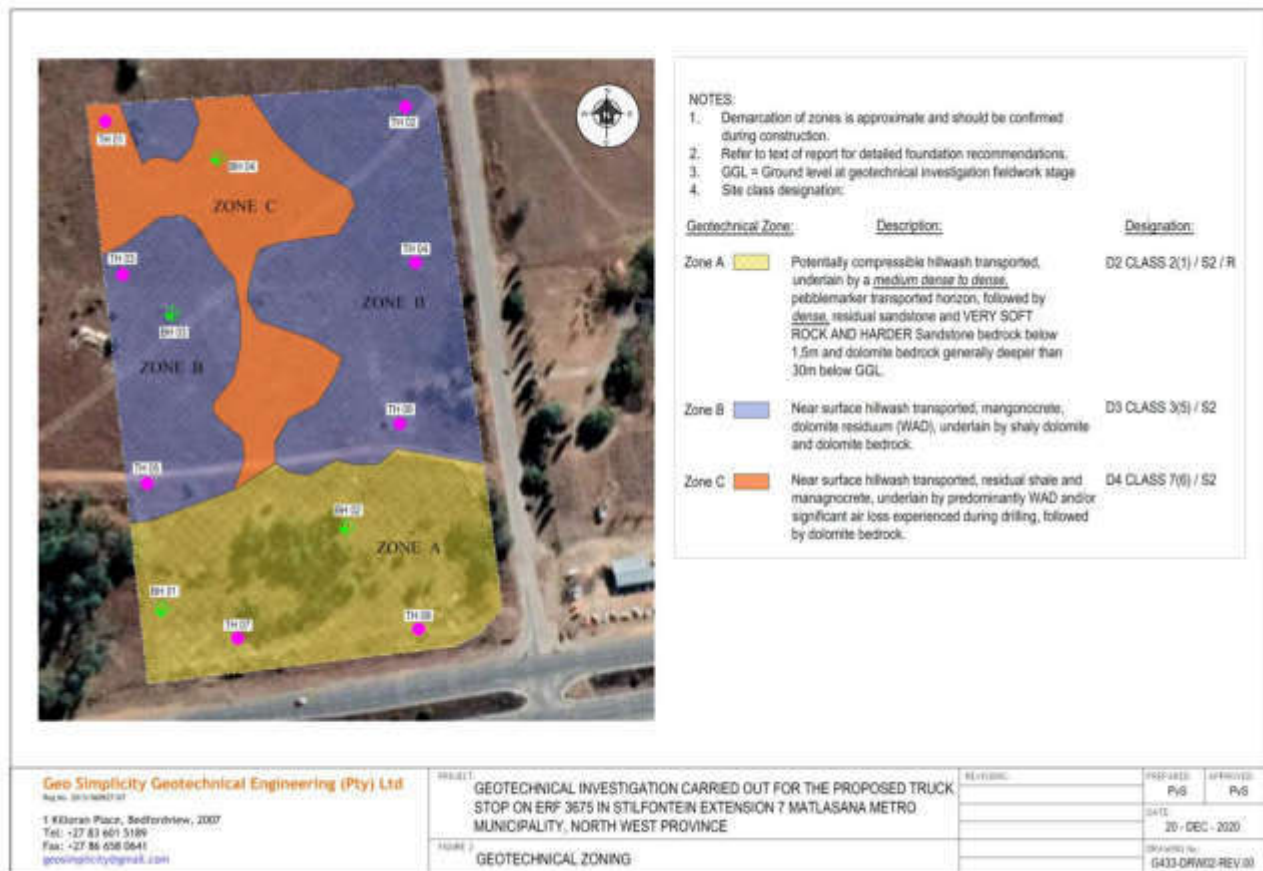 TH 01
TH 02
BH 04
ZONE C
TH 03
TH 04
ZONE B
BH 03
ZONE B
TH 05
BH 02
ZONE A
BH 01
TH 07
N
NOTES:
1. Demarcation of zones is approximate and should be confirmed
during construction.
2. Refer to text of report for detailed foundation recommendations.
3. GGL = Ground level at geotechnical investigation fieldwork stage
4. Site class designation:
Geotechnical Zone: Description: Designation:
Zone A Potentially compressible hillwash transported, D2 CLASS 2(1) / S2 / R
underlain by a medium dense to dense,
pebblemarker transported horizon, followed by
dense, residual sandstone and VERY SOFT
ROCK AND HARDER Sandstone bedrock below
1,5m and dolomite bedrock generally deeper than
30m below GGL.
Zone B Near surface hillwash transported, mangonocrete, D3 CLASS 3(5) / S2
dolomite residuum (WAD), underlain by shaly dolomite
and dolomite bedrock.
Zone C Near surface hillwash transported, residual shale and D4 CLASS 7(6) / S2
managnocrete, underlain by predominantly WAD and/or
significant air loss experienced during drilling, followed
by dolomite bedrock.
Geo Simplicity Geotechnical Engineering (Pty) Ltd
1 Killoran Place, Bedfordview, 2007
Tel: +27 83 601 5189
Fax: +27 86 658 0641
geosimplicity@gmail.com
PROJECT:
GEOTECHNICAL INVESTIGATION CARRIED OUT FOR THE PROPOSED TRUCK
STOP ON ERF 3675 IN STILFONTEIN EXTENSION 7 MATLASANA METRO
MUNICIPALITY, NORTH WEST PROVINCE
FIGURE 2
GEOTECHNICAL ZONING
REVISIONS:
PREPARED: APPROVED:
PvS PvS
DATE:
20 - DEC - 2020
DRAWING No:
G433-DRW02-REV.00